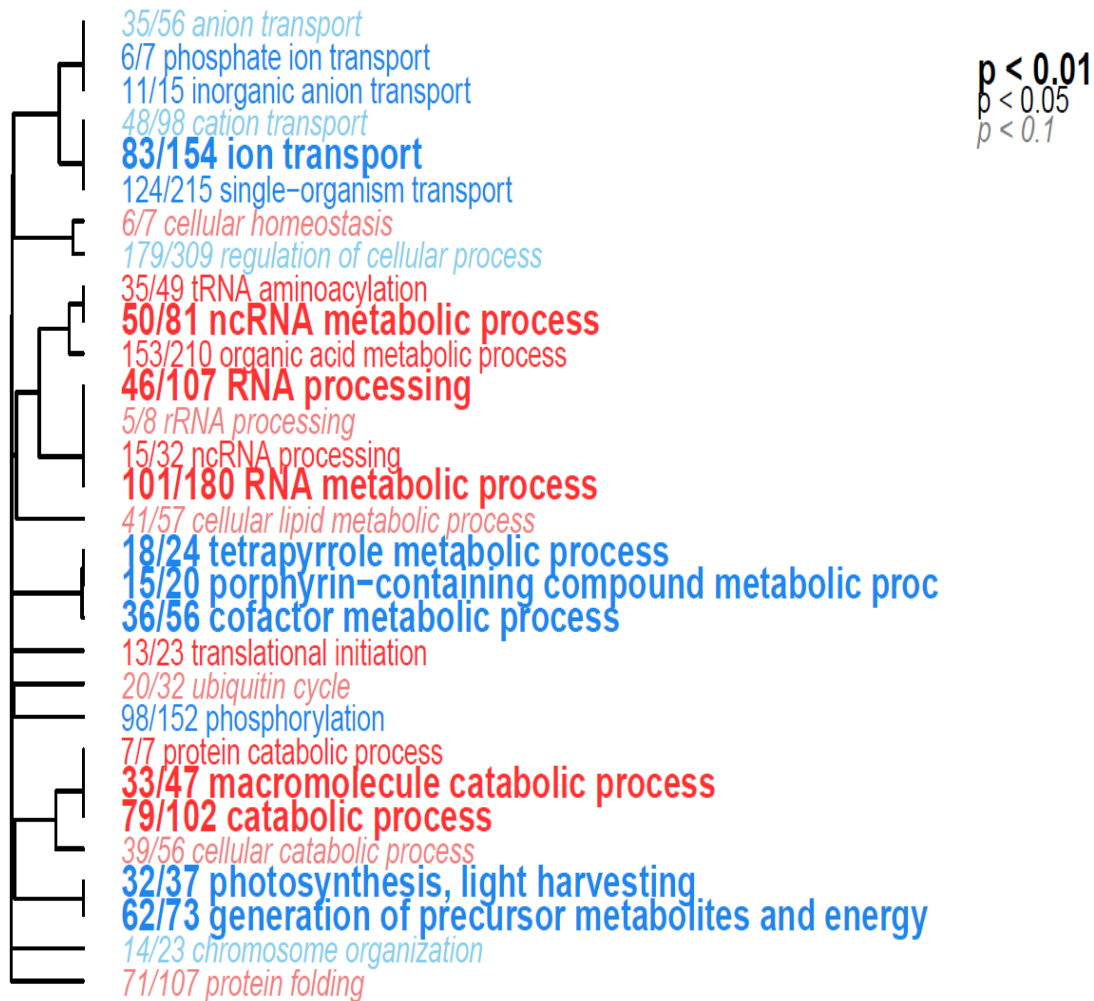 35/56 anion transport
6/7 phosphate ion transport
11/15 inorganic anion transport
48/98 cation transport
83/154 ion transport
124/215 single−organism transport
6/7 cellular homeostasis
179/309 regulation of cellular process
35/49 tRNA aminoacylation
50/81 ncRNA metabolic process
153/210 organic acid metabolic process
46/107 RNA processing
5/8 rRNA processing
15/32 ncRNA processing
101/180 RNA metabolic process
41/57 cellular lipid metabolic process
18/24 tetrapyrrole metabolic process
15/20 porphyrin−containing compound metabolic proc
36/56 cofactor metabolic process
13/23 translational initiation
20/32 ubiquitin cycle
98/152 phosphorylation
7/7 protein catabolic process
33/47 macromolecule catabolic process
79/102 catabolic process
39/56 cellular catabolic process
32/37 photosynthesis, light harvesting
62/73 generation of precursor metabolites and energy
14/23 chromosome organization
71/107 protein folding
p < 0.01
p < 0.05
p < 0.1